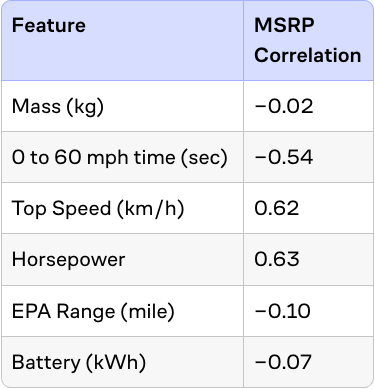 Feature MSRP Correlation
Mass (kg) −0.02
0 to 60 mph time (sec) −0.54
Top Speed (km/h) 0.62
Horsepower 0.63
EPA Range (mile) −0.10
Battery (kWh) −0.07